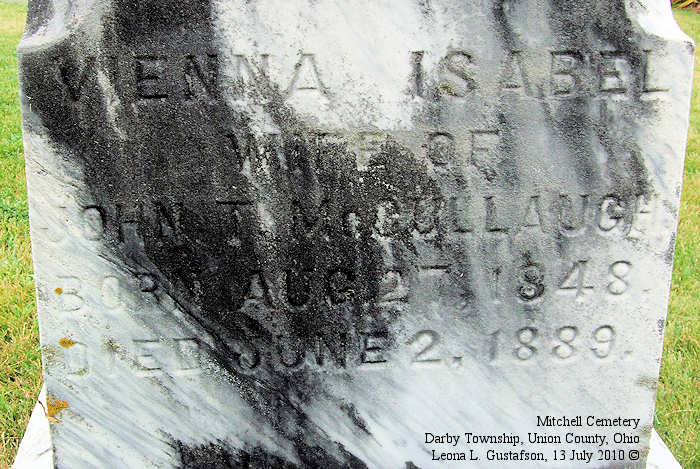 VIENNA ISABEL
WIFE OF
JOHN T. McCULLAUGH
BORN AUG 27, 1848.
DIED JUNE 2, 1889.
Mitchell Cemetery
Darby Township, Union County, Ohio
Leona L. Gustafson, 13 July 2010 ©